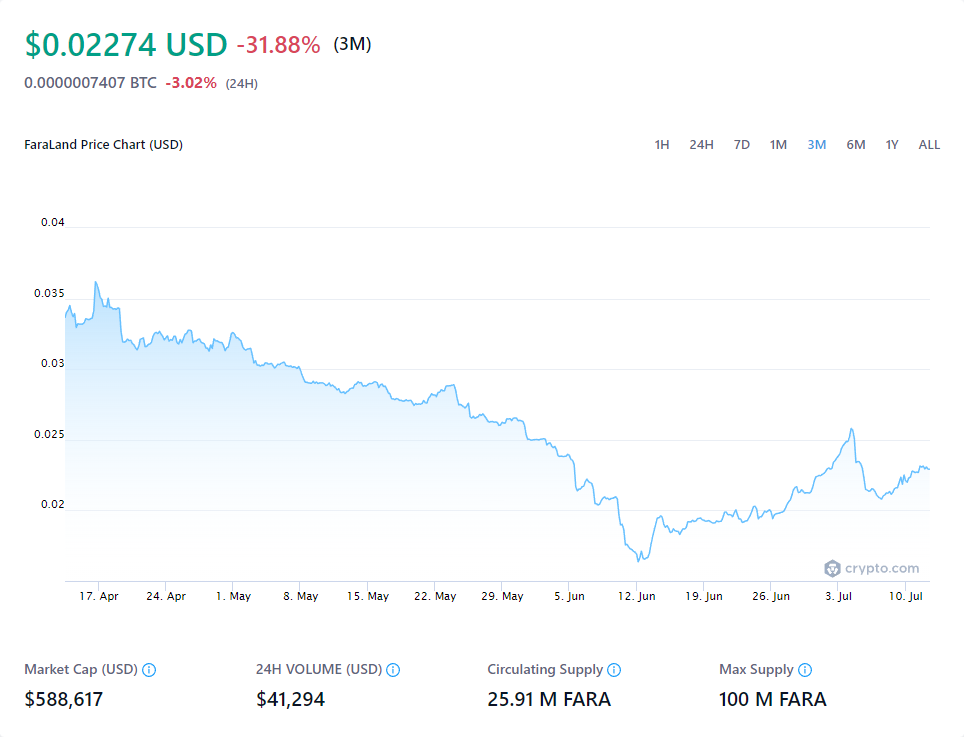 $0.02274 USD -31.88% (3M)
0.0000007407 BTC -3.02% (24H)
FaraLand Price Chart (USD) 1H 24H 7D 1M 3M 6M 1Y ALL
0.04
0.035
0.03
0.025
0.02
crypto.com
17. Apr 24. Apr 1. May 8. May 15. May 22. May 29. May 5. Jun 12. Jun 19. Jun 26. Jun 3. Jul 10. Jul
Market Cap (USD) 24H VOLUME (USD) Circulating Supply Max Supply
$588,617 $41,294 25.91 M FARA 100 M FARA